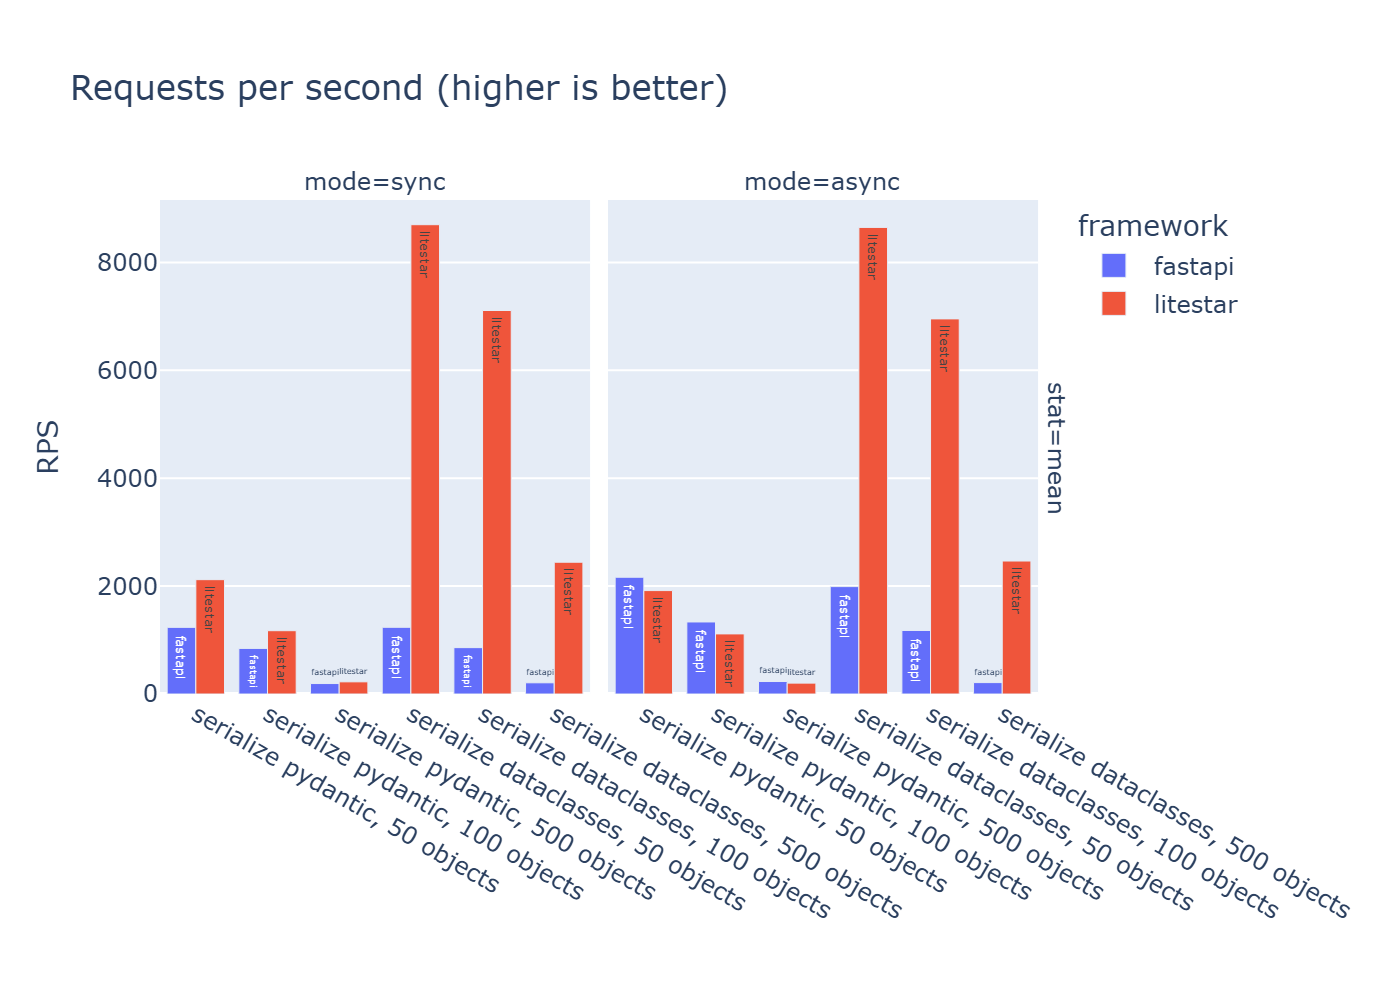 Requests per second (higher is better)
mode=sync
mode=async
framework
fastapi
litestar
stat=mean
RPS
8000
6000
4000
2000
0
fastapi
litestar
fastapi
litestar
fastapi
litestar
fastapi
litestar
fastapi
litestar
fastapi
litestar
fastapi
litestar
fastapi
litestar
fastapi
litestar
fastapi
litestar
fastapi
litestar
fastapi
litestar
serialize pydantic, 50 objects
serialize pydantic, 100 objects
serialize pydantic, 500 objects
serialize dataclasses, 50 objects
serialize dataclasses, 100 objects
serialize dataclasses, 500 objects
serialize pydantic, 50 objects
serialize pydantic, 100 objects
serialize pydantic, 500 objects
serialize dataclasses, 50 objects
serialize dataclasses, 100 objects
serialize dataclasses, 500 objects